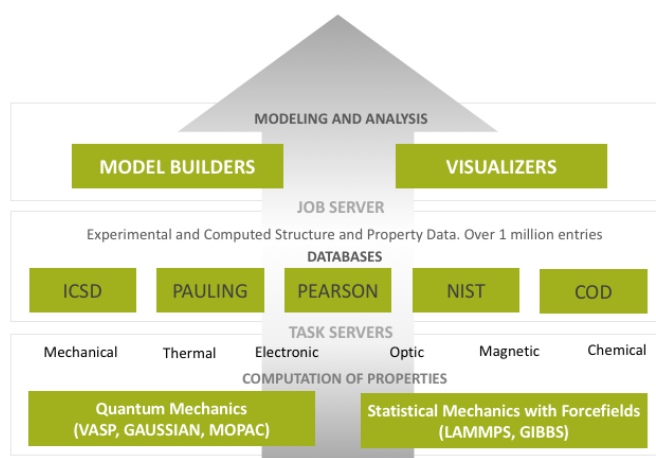 MODELING AND ANALYSIS
MODEL BUILDERS
VISUALIZERS
JOB SERVER
Experimental and Computed Structure and Property Data. Over 1 million entries
DATABASES
ICSD
PAULING
PEARSON
NIST
COD
TASK SERVERS
Mechanical
Thermal
Electronic
Optic
Magnetic
Chemical
COMPUTATION OF PROPERTIES
Quantum Mechanics
(VASP, GAUSSIAN, MOPAC)
Statistical Mechanics with Forcefields
(LAMMPS, GIBBS)